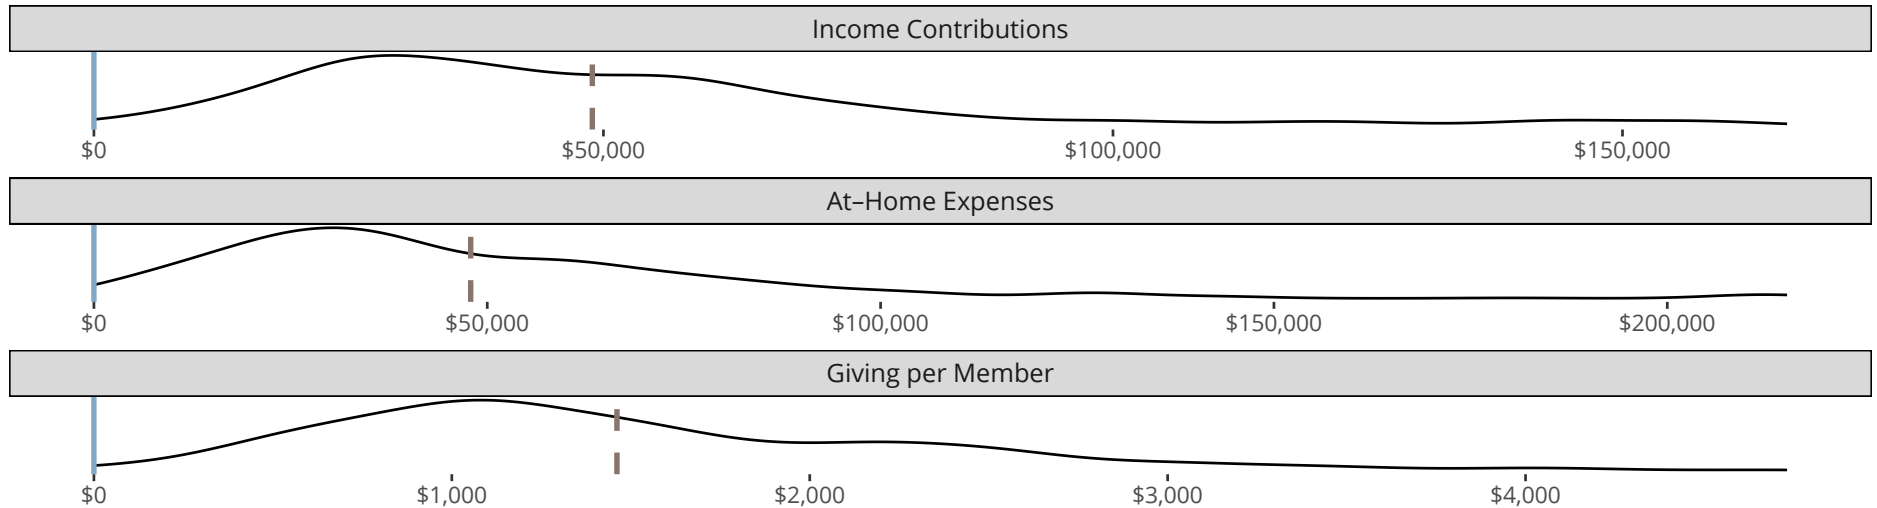 Income Contributions
$0 $50,000 $100,000 $150,000
At–Home Expenses
$0 $50,000 $100,000 $150,000 $200,000
Giving per Member
$0 $1,000 $2,000 $3,000 $4,000